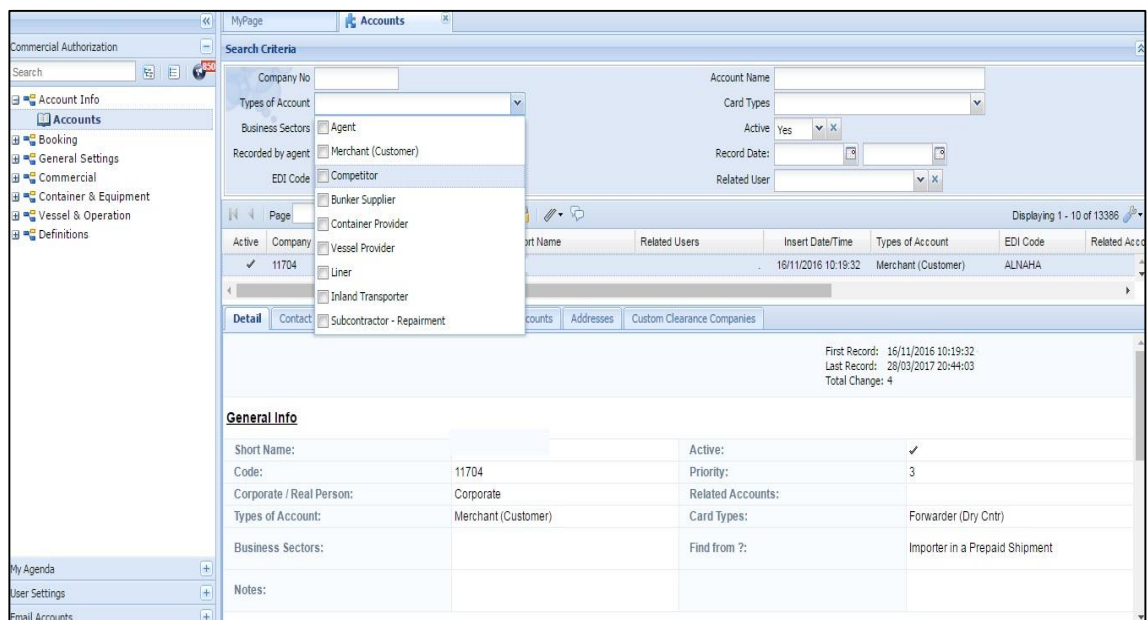 MyPage
Accounts
Commercial Authorization
Search
850
Account Info
Accounts
Booking
General Settings
Commercial
Container & Equipment
Vessel & Operation
Definitions
My Agenda
User Settings
Email Accounts
Search Criteria
Company No
Account Name
Types of Account
Card Types
Business Sectors
Active Yes
Recorded by agent
Record Date:
EDI Code
Related User
Agent
Merchant (Customer)
Competitor
Bunker Supplier
Container Provider
Vessel Provider
Liner
Inland Transporter
Subcontractor - Repairment
Page
Displaying 1 - 10 of 13386
Active Company Name Related Users Insert Date/Time Types of Account EDI Code Related
11704 16/11/2016 10:19:32 Merchant (Customer) ALNAHA
Detail Contact Addresses Custom Clearance Companies
First Record: 16/11/2016 10:19:32
Last Record: 28/03/2017 20:44:03
Total Change: 4
General Info
Short Name: Active: ✓
Code: 11704 Priority: 3
Corporate / Real Person: Corporate Related Accounts:
Types of Account: Merchant (Customer) Card Types: Forwarder (Dry Cntr)
Business Sectors: Find from ?: Importer in a Prepaid Shipment
Notes: